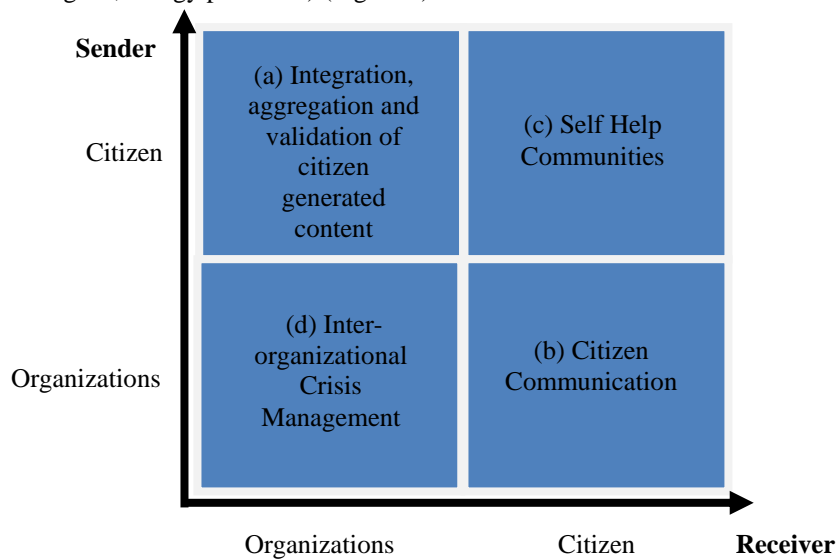 Sender
(a) Integration,
aggregation and
validation of
citizen
generated
content
(c) Self Help
Communities
Citizen
(d) Inter-
organizational
Crisis
Management
(b) Citizen
Communication
Organizations
Organizations
Citizen
Receiver